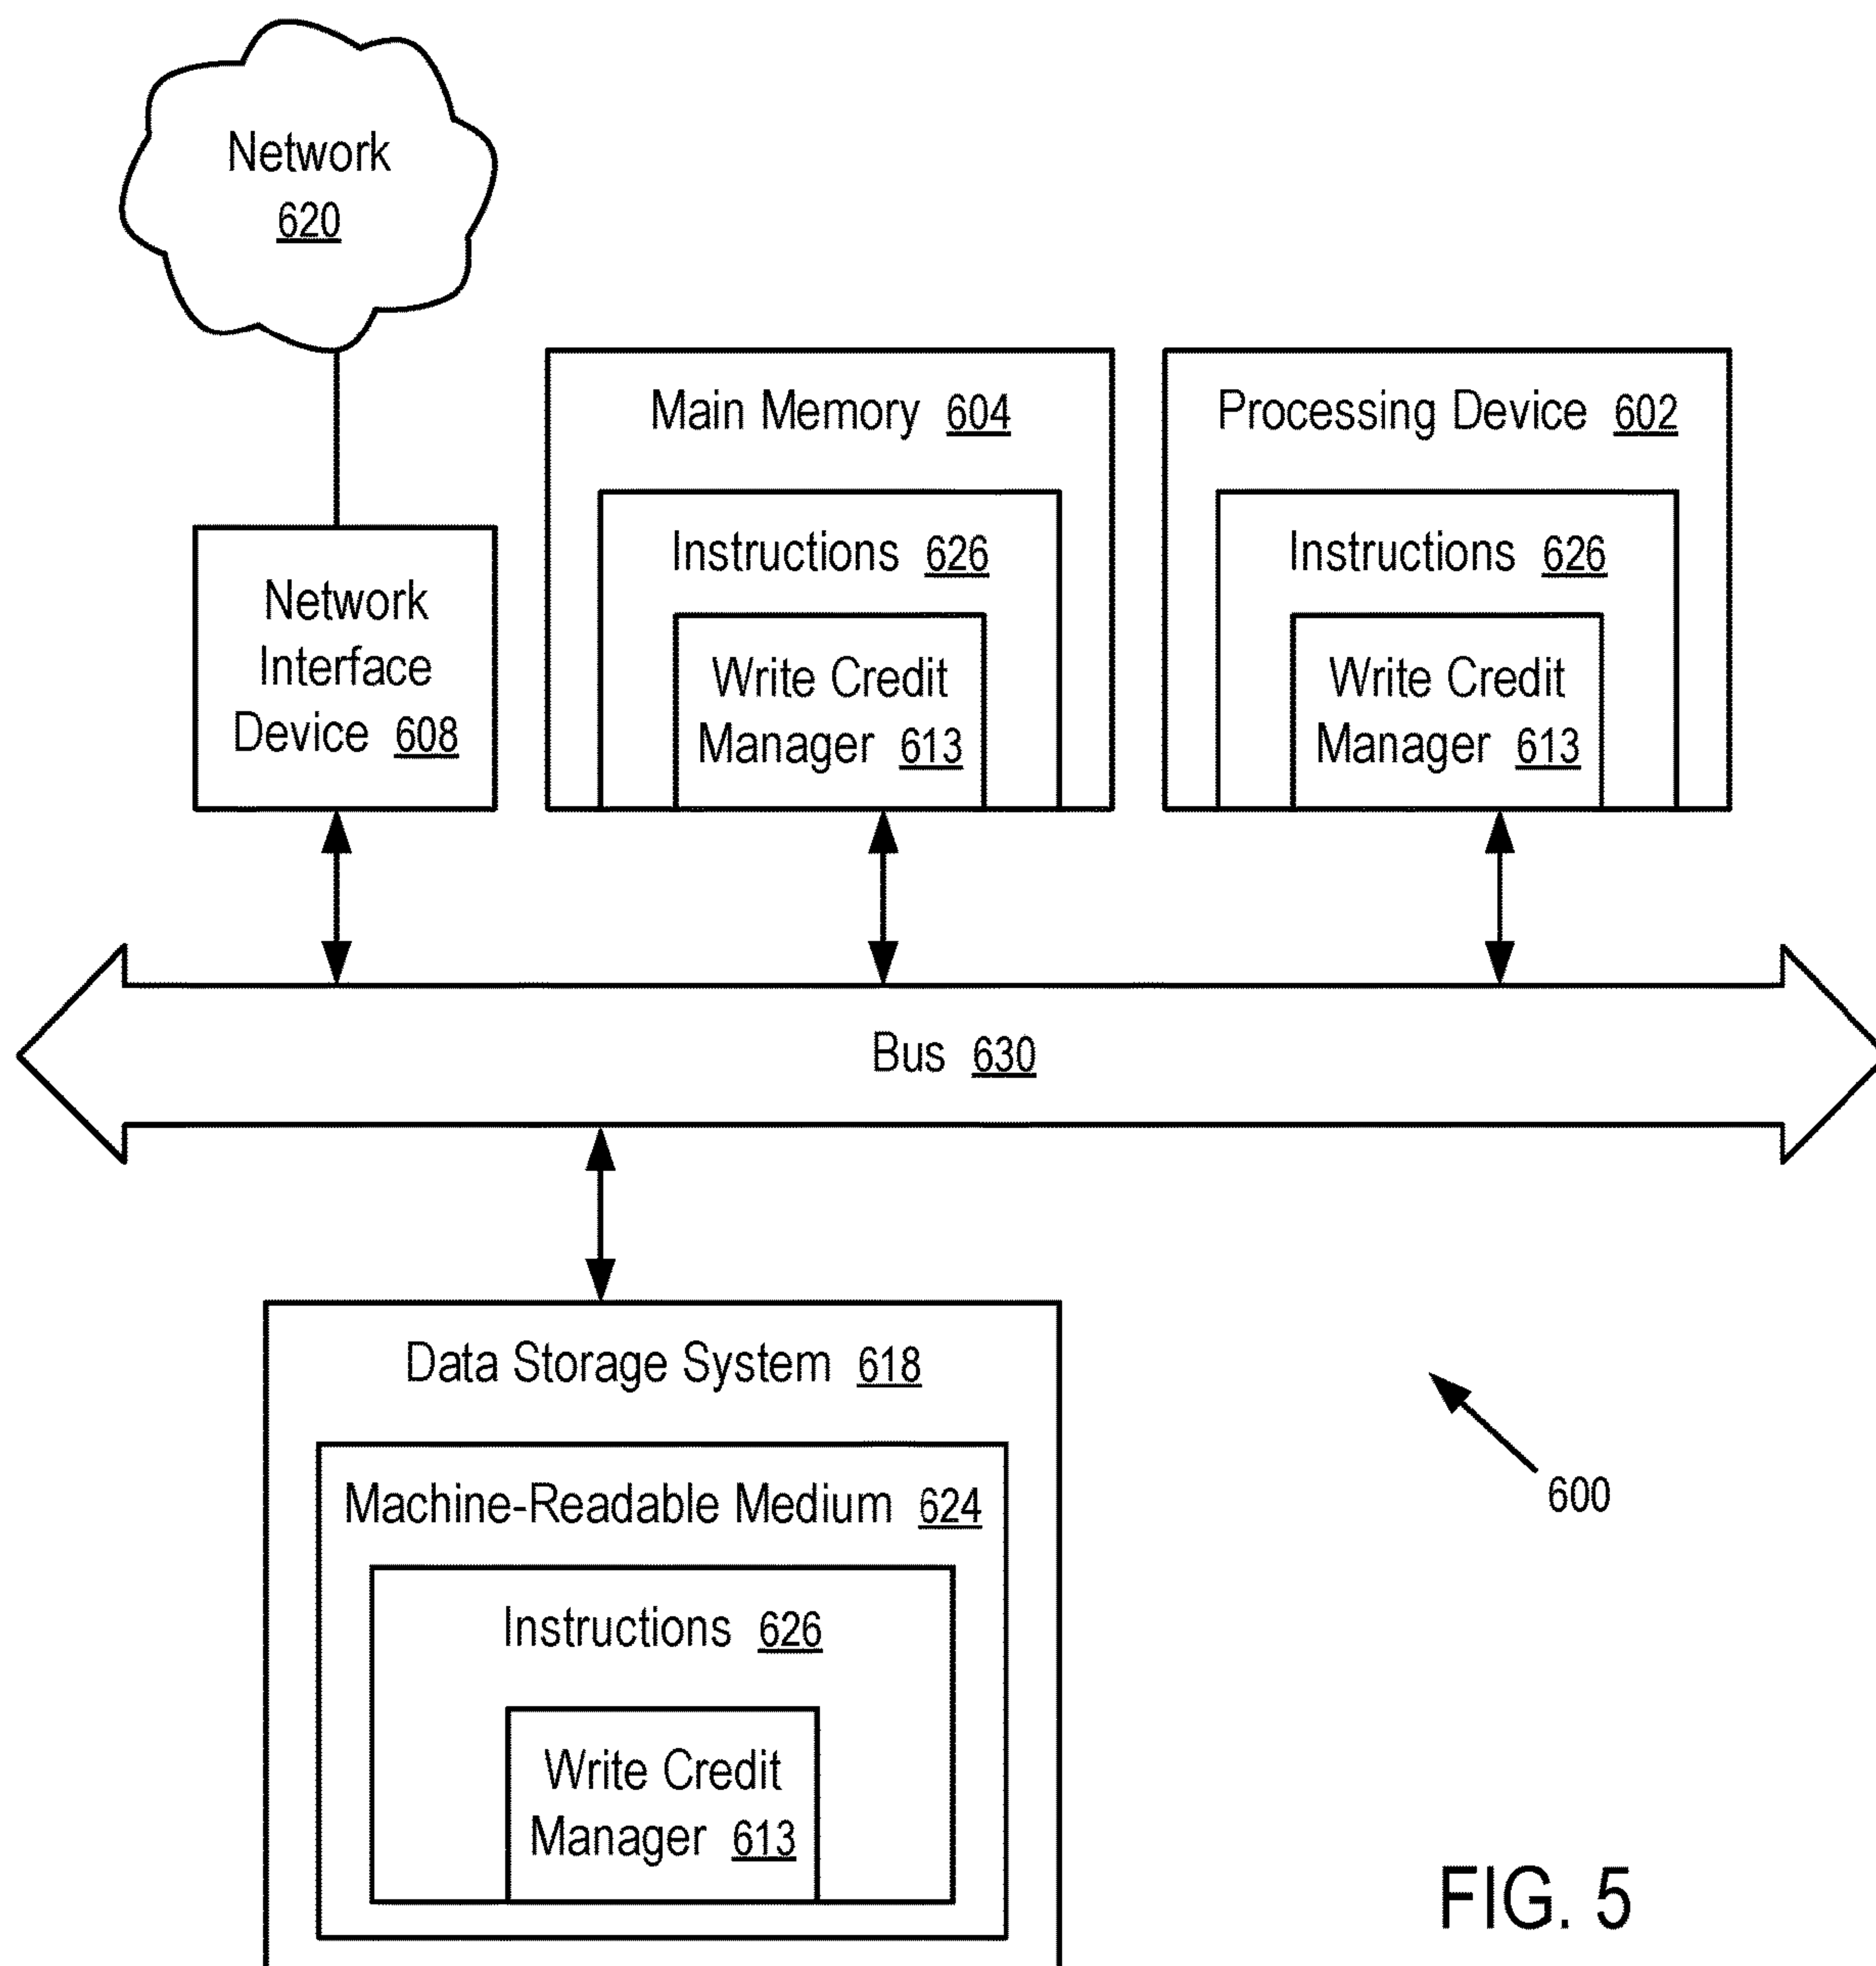 Network
620
Main Memory 604
Processing Device 602
Instructions 626
Instructions 626
Network
Interface
Device 608
Write Credit
Manager 613
Write Credit
Manager 613
Bus 630
Data Storage System 618
Machine-Readable Medium 624
600
Instructions 626
Write Credit
Manager 613
FIG. 5